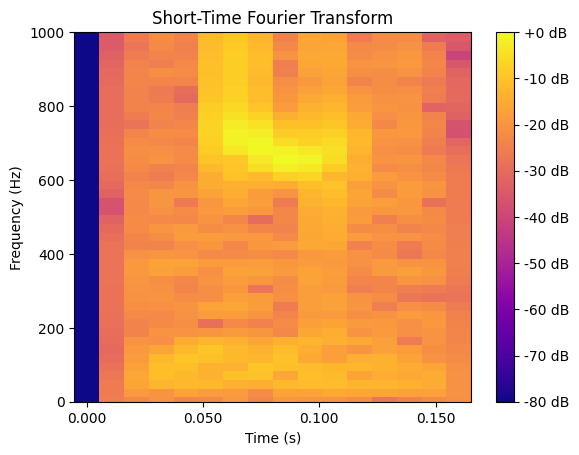 Short-Time Fourier Transform
1000
800
600
400
200
0
Frequency (Hz)
0.000
0.050
0.100
0.150
Time (s)
+0 dB
-10 dB
-20 dB
-30 dB
-40 dB
-50 dB
-60 dB
-70 dB
-80 dB